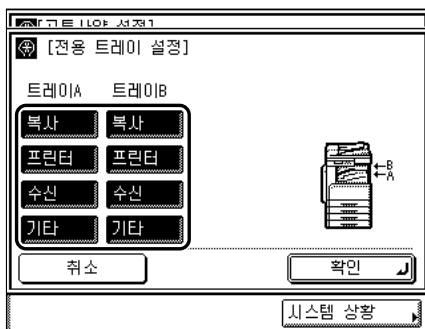 [전용 트레이 설정]
트레이A 트레이B
복사 복사
프린터 프린터
수신 수신
기타 기타
B
A
취소 확인
시스템 상황